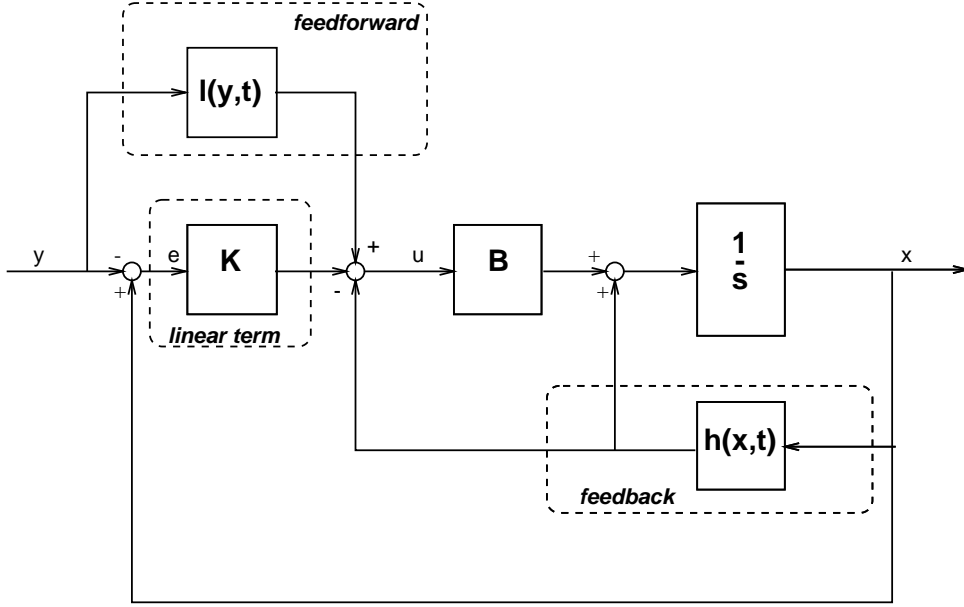 feedforward
l(y,t)
y
-
+
e
K
linear term
+
-
u
B
+
+
1
-
s
x
h(x,t)
feedback